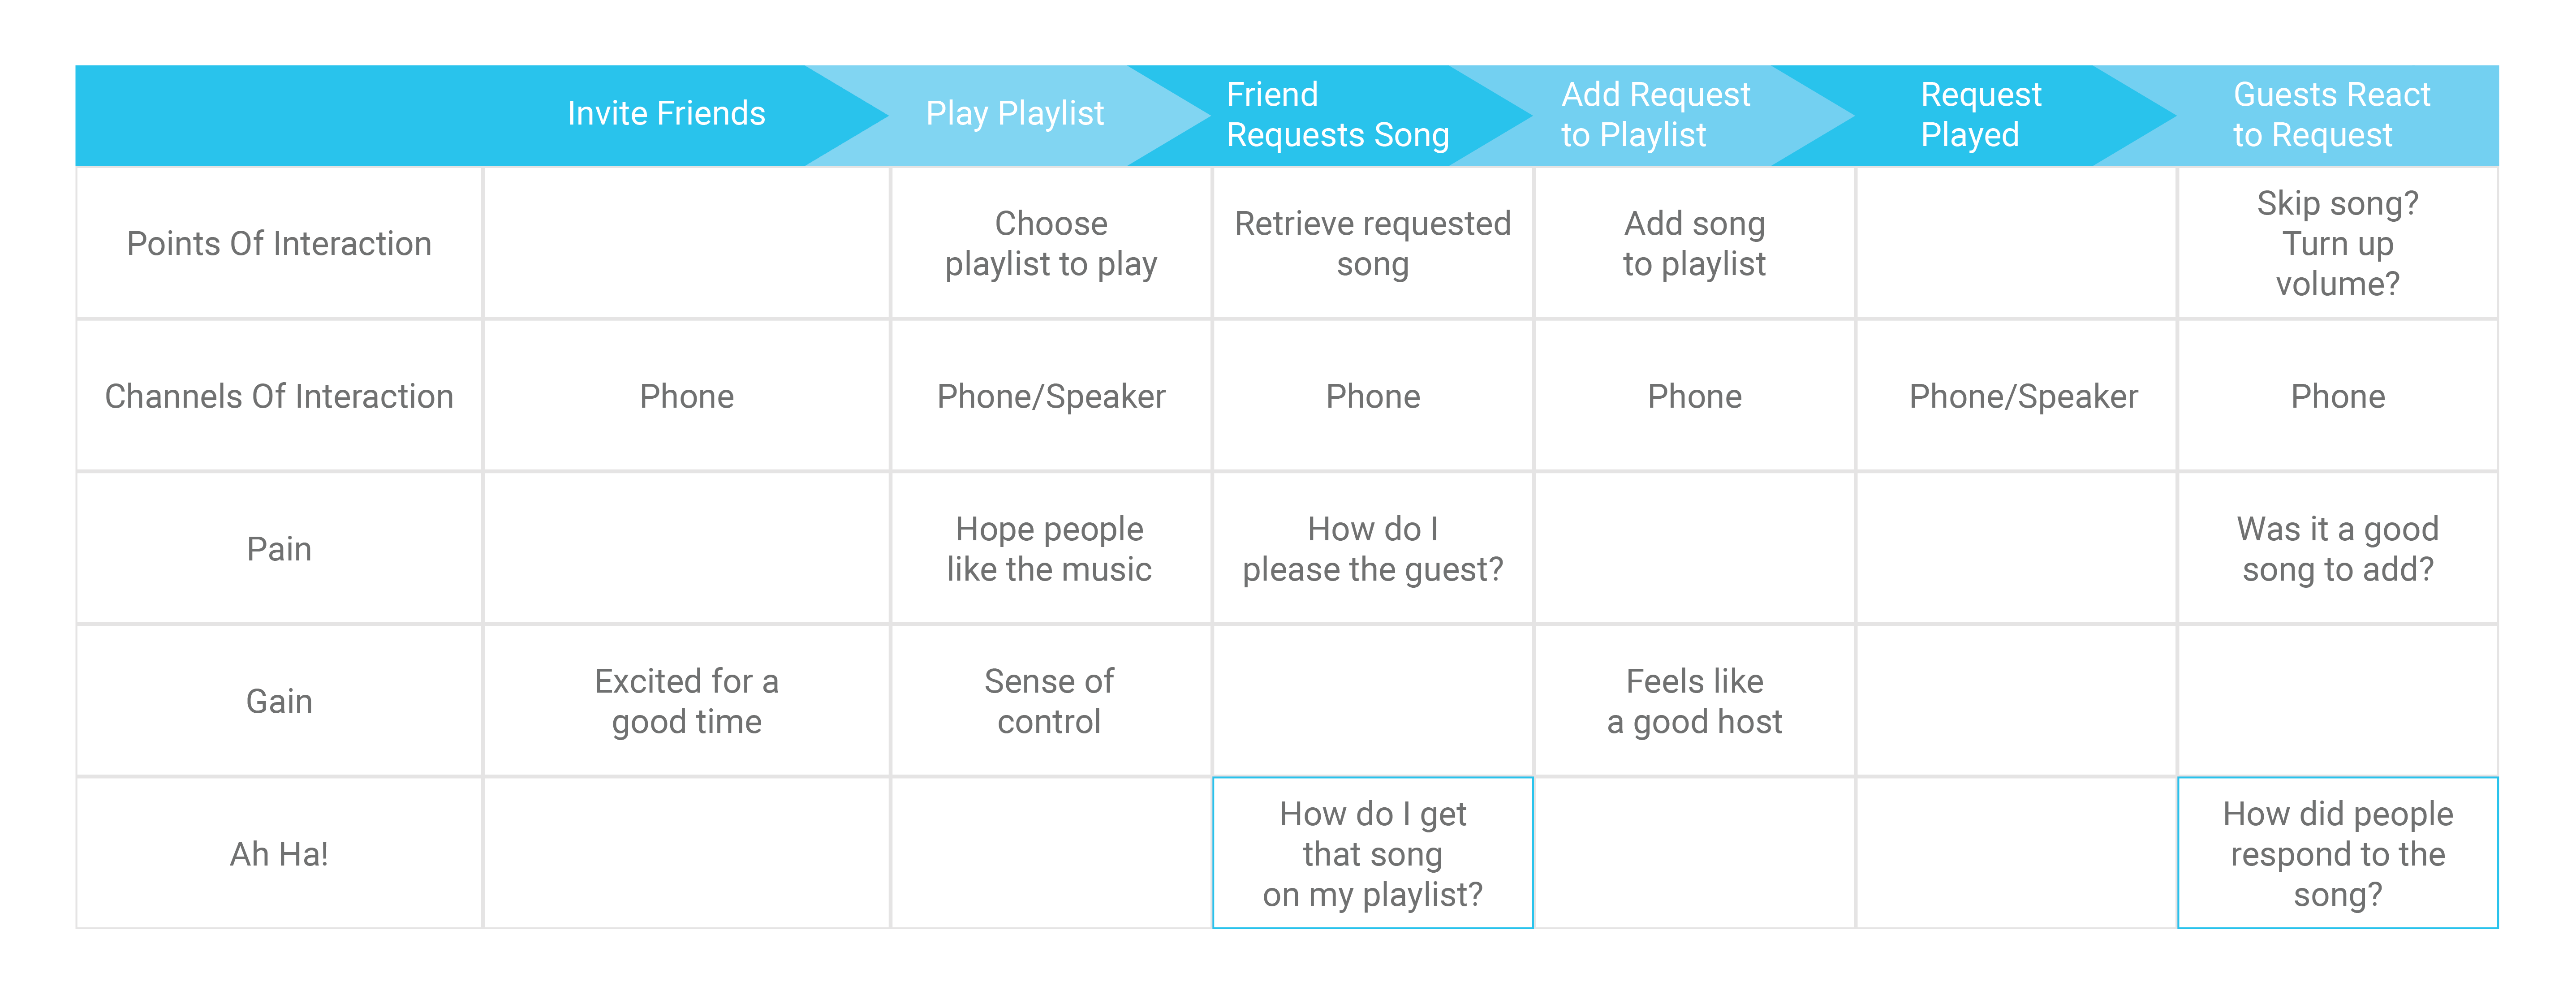 Invite Friends
Play Playlist
Friend
Requests Song
Add Request
to Playlist
Request
Played
Guests React
to Request
Points Of Interaction
Choose
playlist to play
Retrieve requested
song
Add song
to playlist
Skip song?
Turn up
volume?
Channels Of Interaction
Phone
Phone/Speaker
Phone
Phone
Phone/Speaker
Phone
Pain
Hope people
like the music
How do I
please the guest?
Was it a good
song to add?
Gain
Excited for a
good time
Sense of
control
Feels like
a good host
Ah Ha!
How do I get
that song
on my playlist?
How did people
respond to the
song?